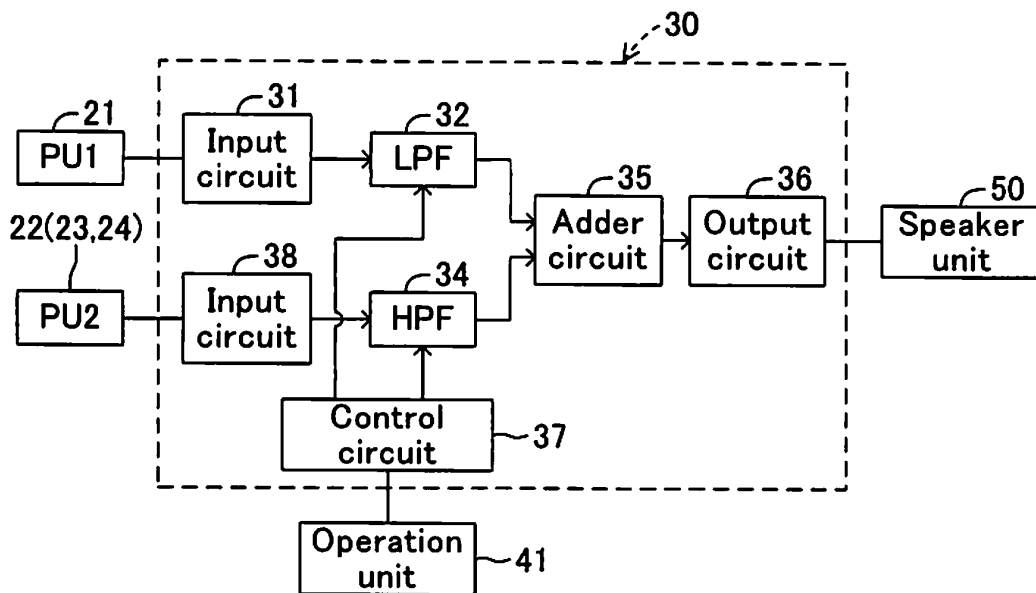 30
21
PU1
31
Input
circuit
32
LPF
35
Adder
circuit
36
Output
circuit
50
Speaker
unit
22(23,24)
PU2
38
Input
circuit
34
HPF
Control
circuit
37
Operation
unit
41